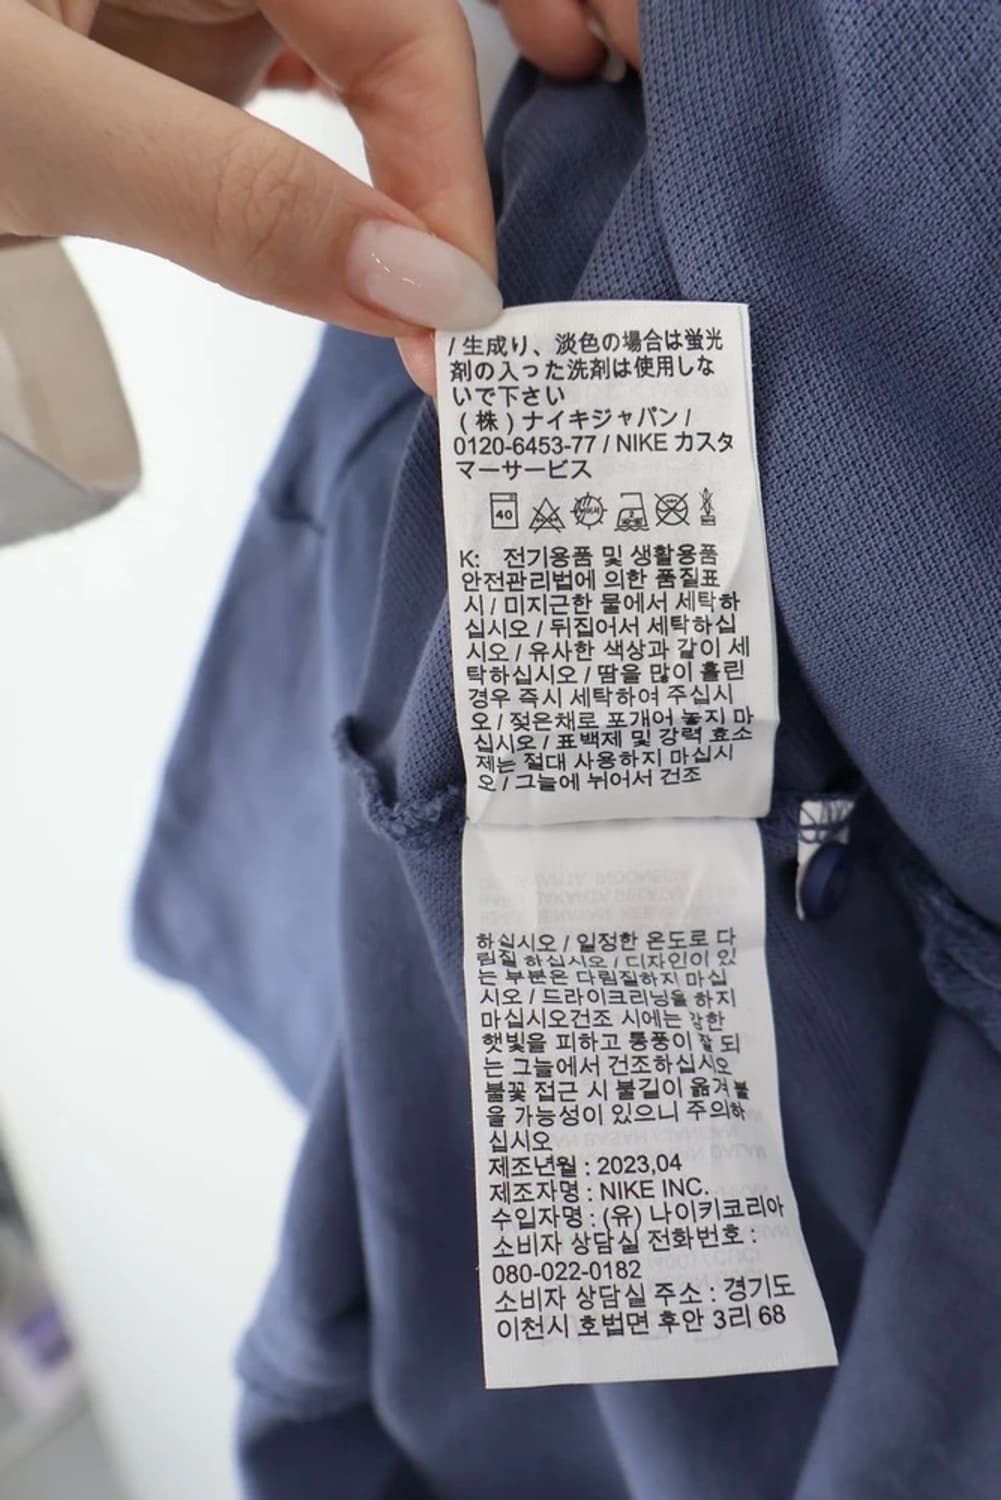 / 生成り、淡色の場合は蛍光
剤の入った洗剤は使用しな
いで下さい
(株)ナイキジャパン /
0120-6453-77 / NIKE カスタ
マーサービス
40
K: 전기용품 및 생활용품
안전관리법에 의한 품질표
시 / 미지근한 물에서 세탁하
십시오 / 뒤집어서 세탁하십
시오 / 유사한 색상과 같이 세
탁하십시오 / 땀을 많이 흘린
경우 즉시 세탁하여 주십시
오 / 젖은채로 포개어 놓지 마
십시오 / 표백제 및 강력 효소
제는 절대 사용하지 마십시
오 / 그늘에 뉘어서 건조
하십시오 / 일정한 온도로 다
림질 하십시오 / 디자인이 있
는 부분은 다림질하지 마십
시오 / 드라이크리닝을 하지
마십시오건조 시에는 강한
햇빛을 피하고 통풍이 잘 되
는 그늘에서 건조하십시오
불꽃 접근 시 불길이 옮겨 붙
을 가능성이 있으니 주의하
십시오
제조년월 : 2023,04
제조자명 : NIKE INC.
수입자명 : (유) 나이키코리아
소비자 상담실 전화번호 :
080-022-0182
소비자 상담실 주소 : 경기도
이천시 호법면 후안 3리 68